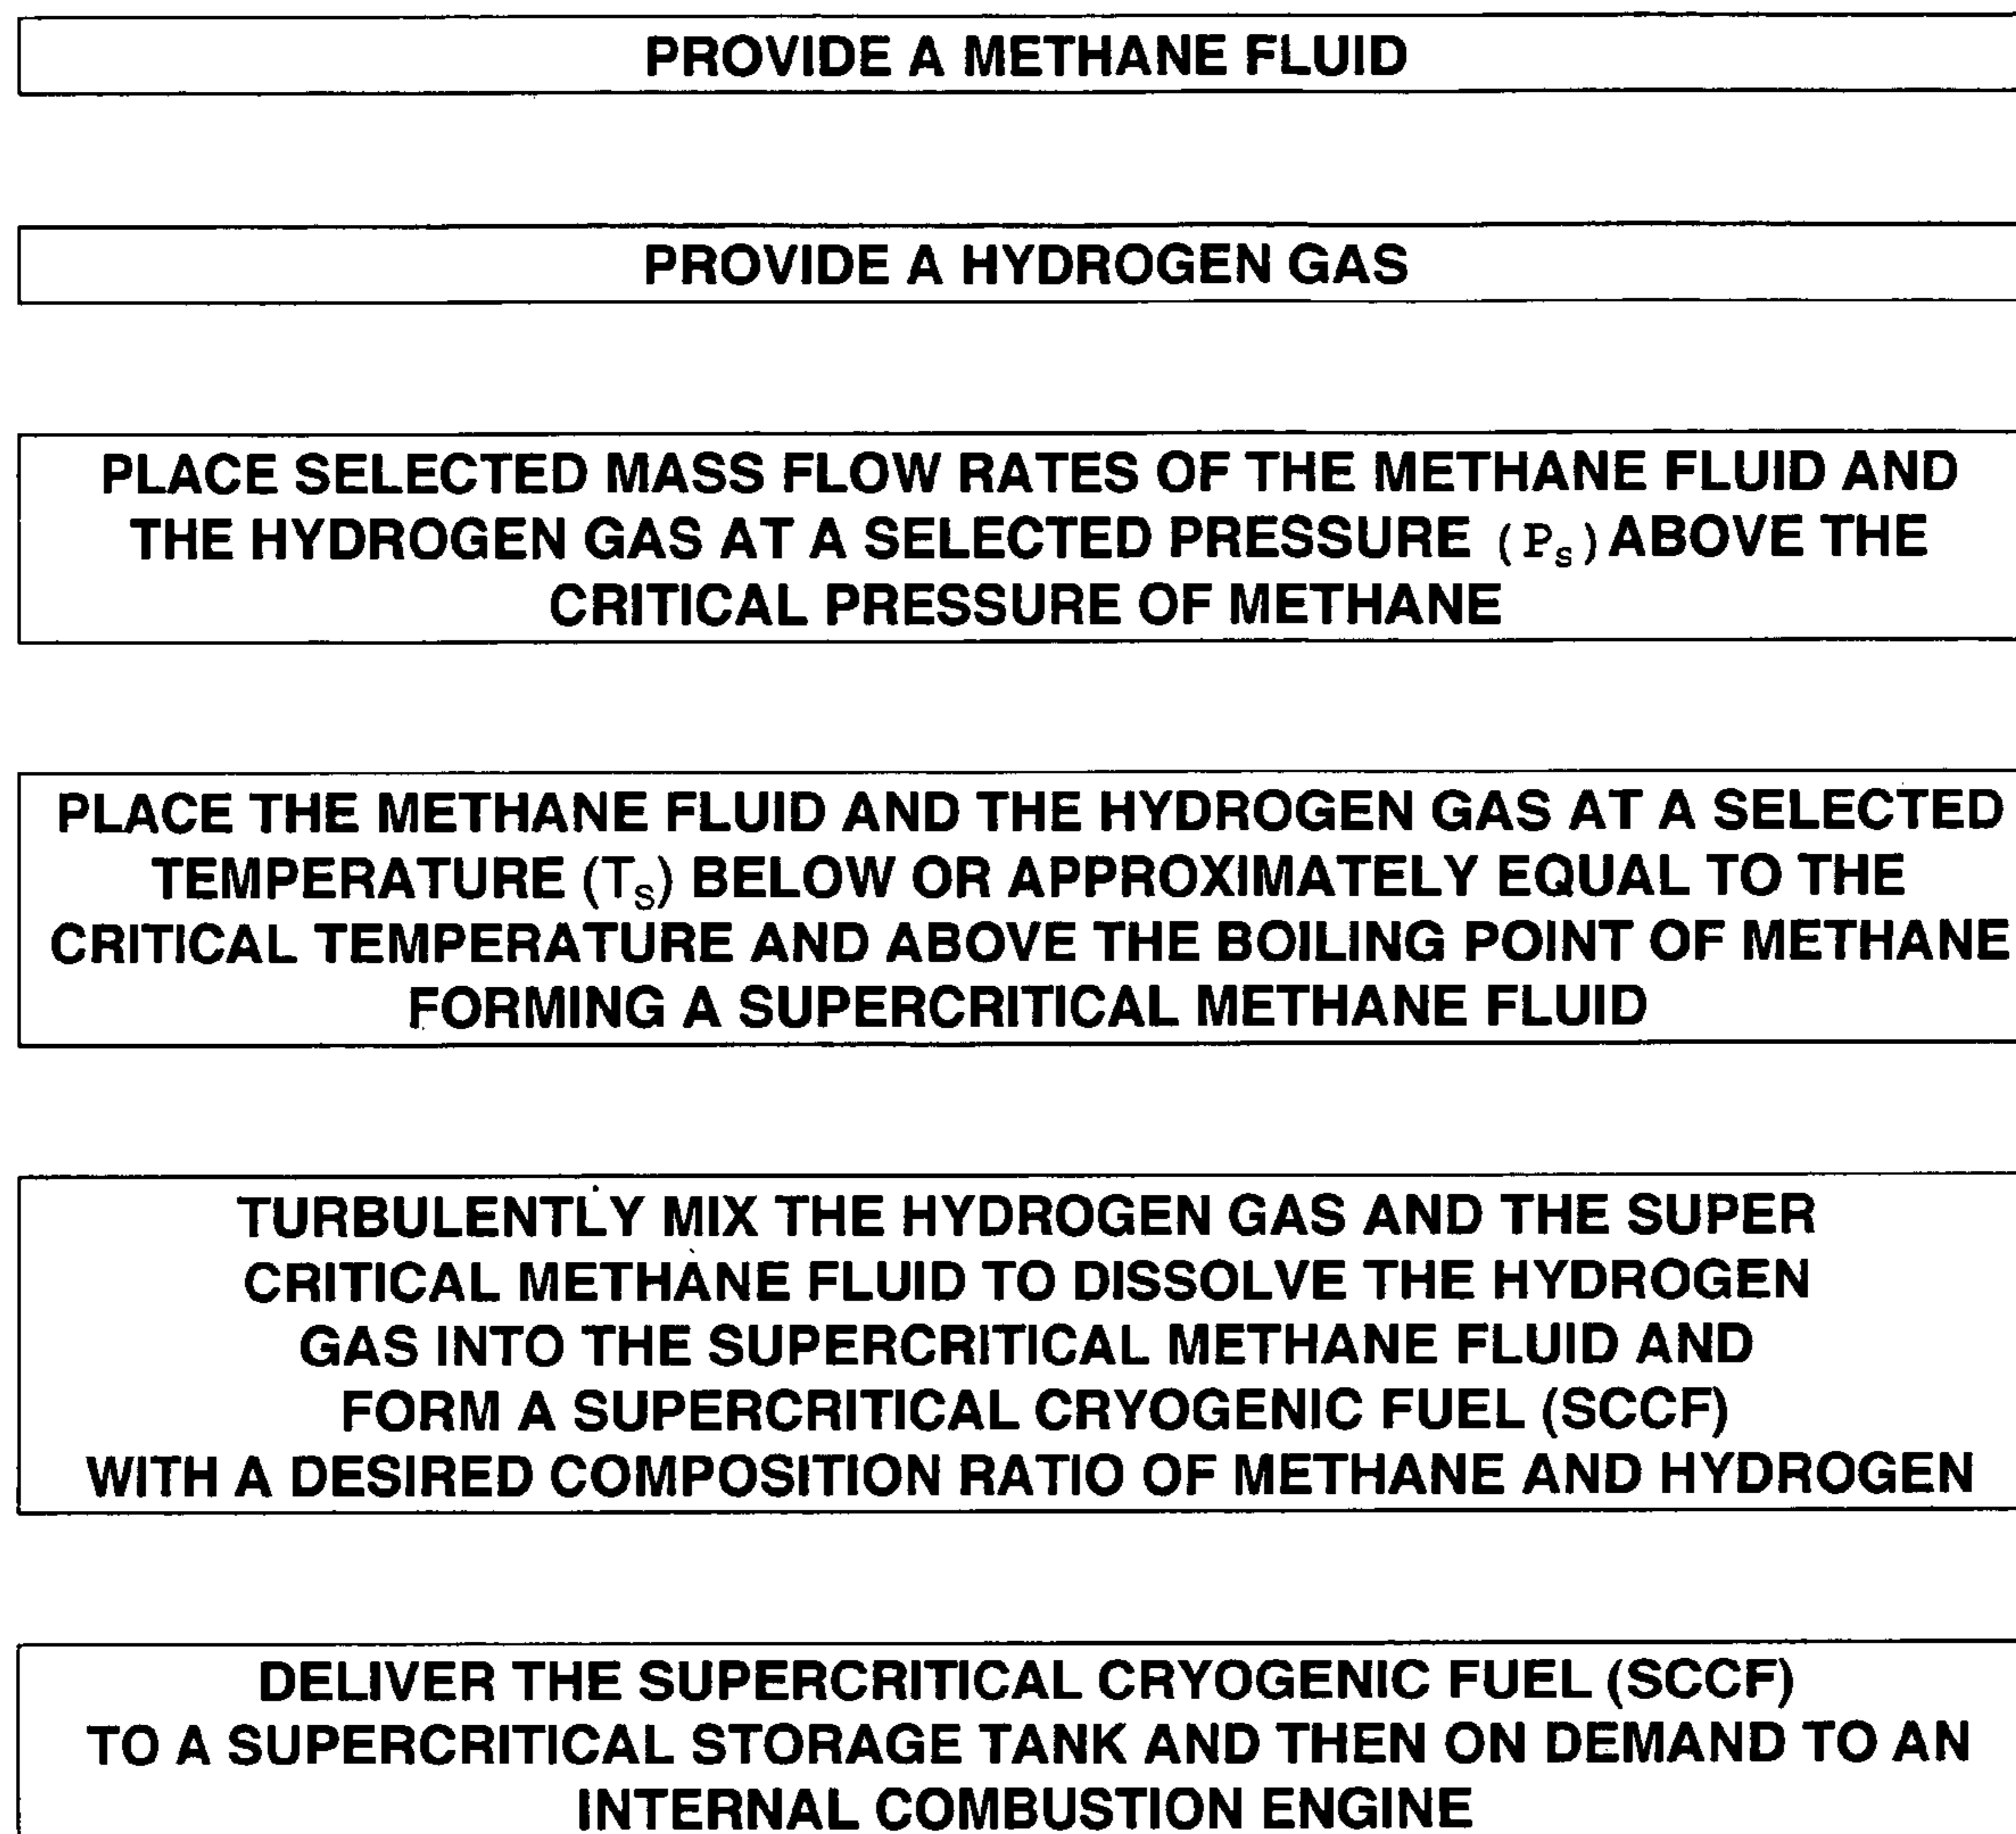 PROVIDE A METHANE FLUID
PROVIDE A HYDROGEN GAS
PLACE SELECTED MASS FLOW RATES OF THE METHANE FLUID AND
THE HYDROGEN GAS AT A SELECTED PRESSURE (Ps) ABOVE THE
CRITICAL PRESSURE OF METHANE
PLACE THE METHANE FLUID AND THE HYDROGEN GAS AT A SELECTED
TEMPERATURE (Ts) BELOW OR APPROXIMATELY EQUAL TO THE
CRITICAL TEMPERATURE AND ABOVE THE BOILING POINT OF METHANE
FORMING A SUPERCRITICAL METHANE FLUID
TURBULENTLY MIX THE HYDROGEN GAS AND THE SUPER
CRITICAL METHANE FLUID TO DISSOLVE THE HYDROGEN
GAS INTO THE SUPERCRITICAL METHANE FLUID AND
FORM A SUPERCRITICAL CRYOGENIC FUEL (SCCF)
WITH A DESIRED COMPOSITION RATIO OF METHANE AND HYDROGEN
DELIVER THE SUPERCRITICAL CRYOGENIC FUEL (SCCF)
TO A SUPERCRITICAL STORAGE TANK AND THEN ON DEMAND TO AN
INTERNAL COMBUSTION ENGINE